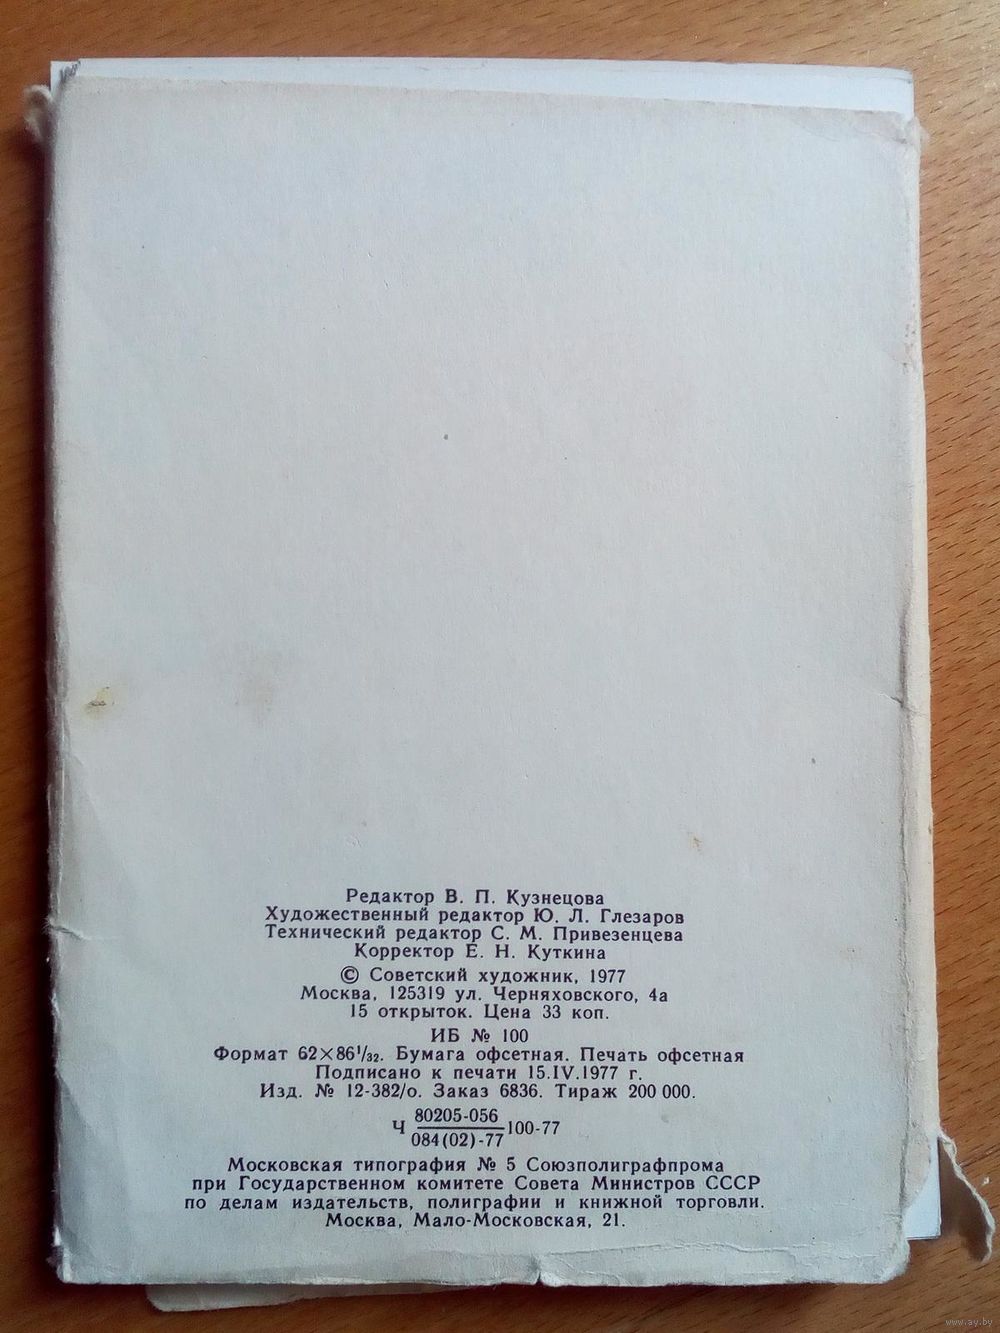 Редактор В. П. Кузнецова
Художественный редактор Ю. Л. Глезаров
Технический редактор С. М. Привезенцева
Корректор Е. Н. Куткина
© Советский художник, 1977
Москва, 125319 ул. Черняховского, 4а
15 открыток. Цена 33 коп.
ИБ № 100
Формат 62×86¹/₃₂. Бумага офсетная. Печать офсетная
Подписано к печати 15.IV.1977 г.
Изд. № 12-382/о. Заказ 6836. Тираж 200 000.
80205-056
Ч 100-77
084(02)-77
Московская типография № 5 Союзполиграфпрома
при Государственном комитете Совета Министров СССР
по делам издательств, полиграфии и книжной торговли.
Москва, Мало-Московская, 21.
www.ay.by